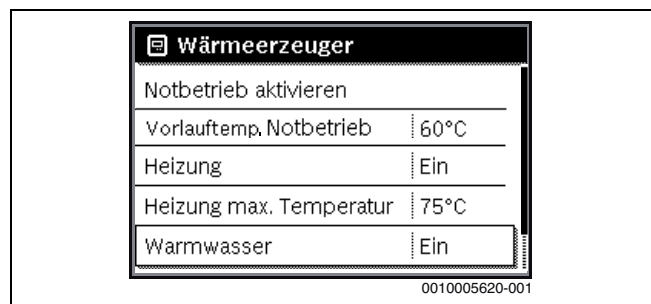 Wärmeerzeuger
Notbetrieb aktivieren
Vorlauftemp. Notbetrieb 60°C
Heizung Ein
Heizung max. Temperatur 75°C
Warmwasser Ein
0010005620-001